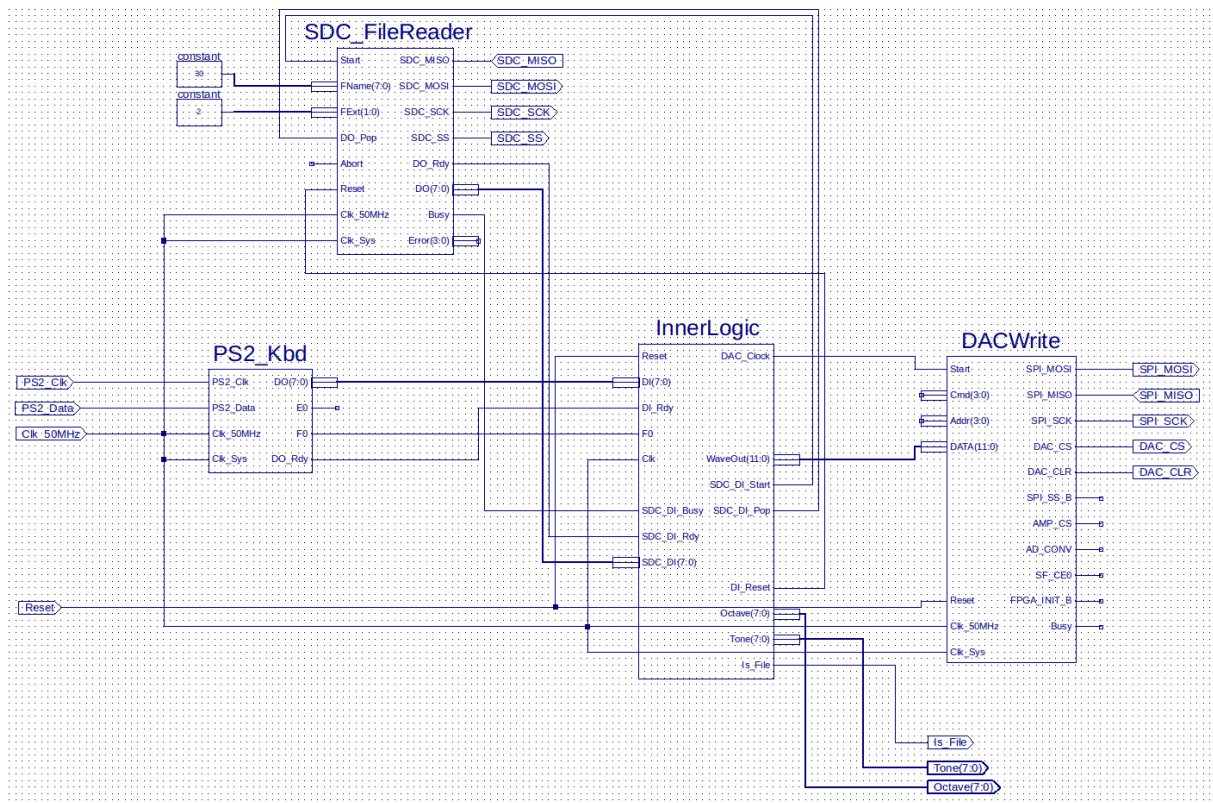 SDC_FileReader
constant
30
constant
2
Start
FName(7:0)
FExt(1:0)
DO_Pop
Abort
Reset
Clk_50MHz
Clk_Sys
SDC_MISO
SDC_MOSI
SDC_SCK
SDC_SS
DO_Rdy
DO(7:0)
Busy
Error(3:0)
SDC_MISO
SDC_MOSI
SDC_SCK
SDC_SS
PS2_Kbd
PS2_Clk
PS2_Data
Clk_50MHz
PS2_Clk
PS2_Data
Clk_50MHz
Clk_Sys
DO(7:0)
E0
F0
DO_Rdy
Reset
InnerLogic
Reset
DI(7:0)
DI_Rdy
F0
Clk
SDC_DI_Busy
SDC_DI_Rdy
SDC_DI(7:0)
DAC_Clock
WaveOut(11:0)
SDC_DI_Start
SDC_DI_Pop
DI_Reset
Octave(7:0)
Tone(7:0)
Is_File
DACWrite
Start
Cmd(3:0)
Addr(3:0)
DATA(11:0)
Reset
Clk_50MHz
Clk_Sys
SPI_MOSI
SPI_MISO
SPI_SCK
DAC_CS
DAC_CLR
SPI_SS_B
AMP_CS
AD_CONV
SF_CE0
FPGA_INIT_B
Busy
SPI_MOSI
SPI_MISO
SPI_SCK
DAC_CS
DAC_CLR
Is_File
Tone(7:0)
Octave(7:0)